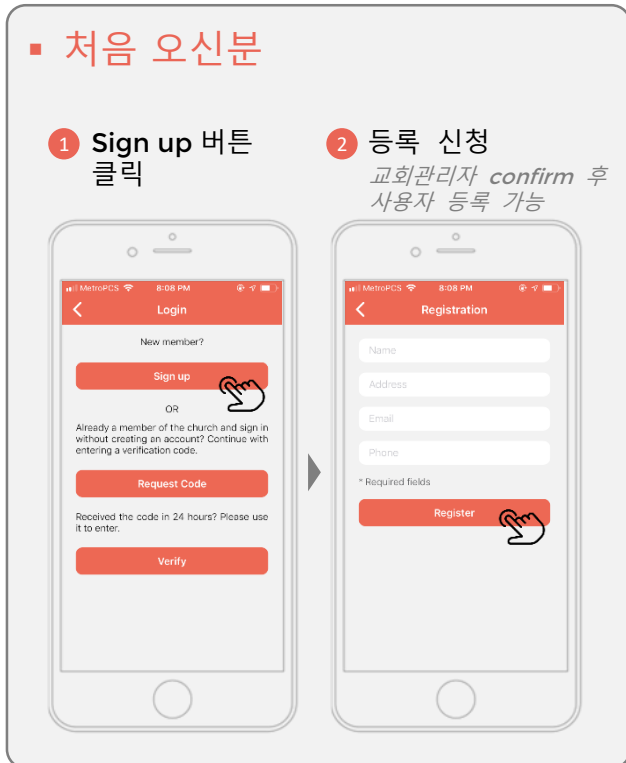 처음 오신분
1 Sign up 버튼
클릭
2 등록 신청
교회관리자 confirm 후
사용자 등록 가능
MetroPCS 8:08 PM
Login
New member?
Sign up
OR
Already a member of the church and sign in
without creating an account? Continue with
entering a verification code.
Request Code
Received the code in 24 hours? Please use
it to enter.
Verify
MetroPCS 8:08 PM
Registration
Name
Address
Email
Phone
* Required fields
Register